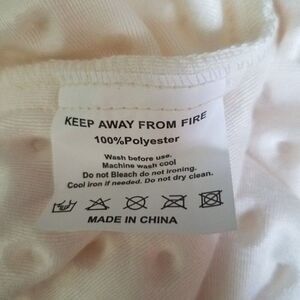 KEEP AWAY FROM FIRE
100%Polyester
Wash before use.
Machine wash cool
Do not Bleach do not ironing.
Cool iron if needed. Do not dry clean.
MADE IN CHINA